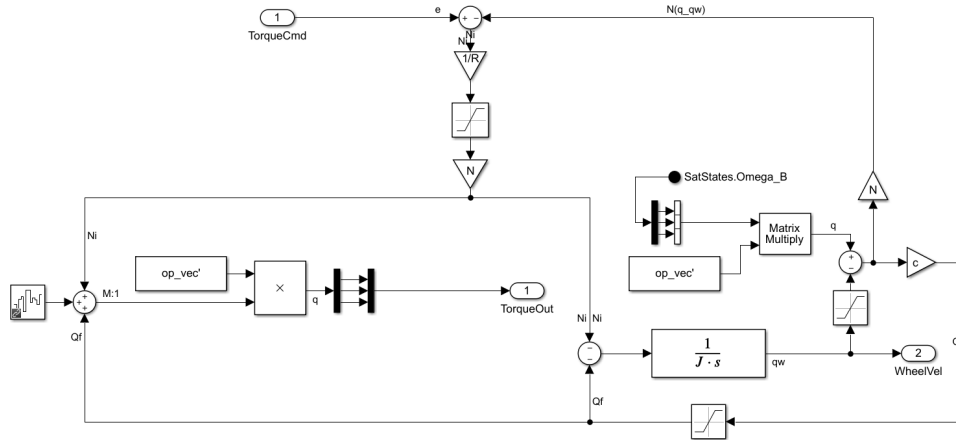 e
N(q_qw)
1
TorqueCmd
+
−
Ni
Ni
1/R
N
SatStates.Omega_B
N
Matrix
Multiply
q
op_vec'
+
−
c
Ni
op_vec'
×
q
1
TorqueOut
+
+
+
M:1
Qf
Ni
Ni
−
−
1
J · s
qw
2
WheelVel
Qf